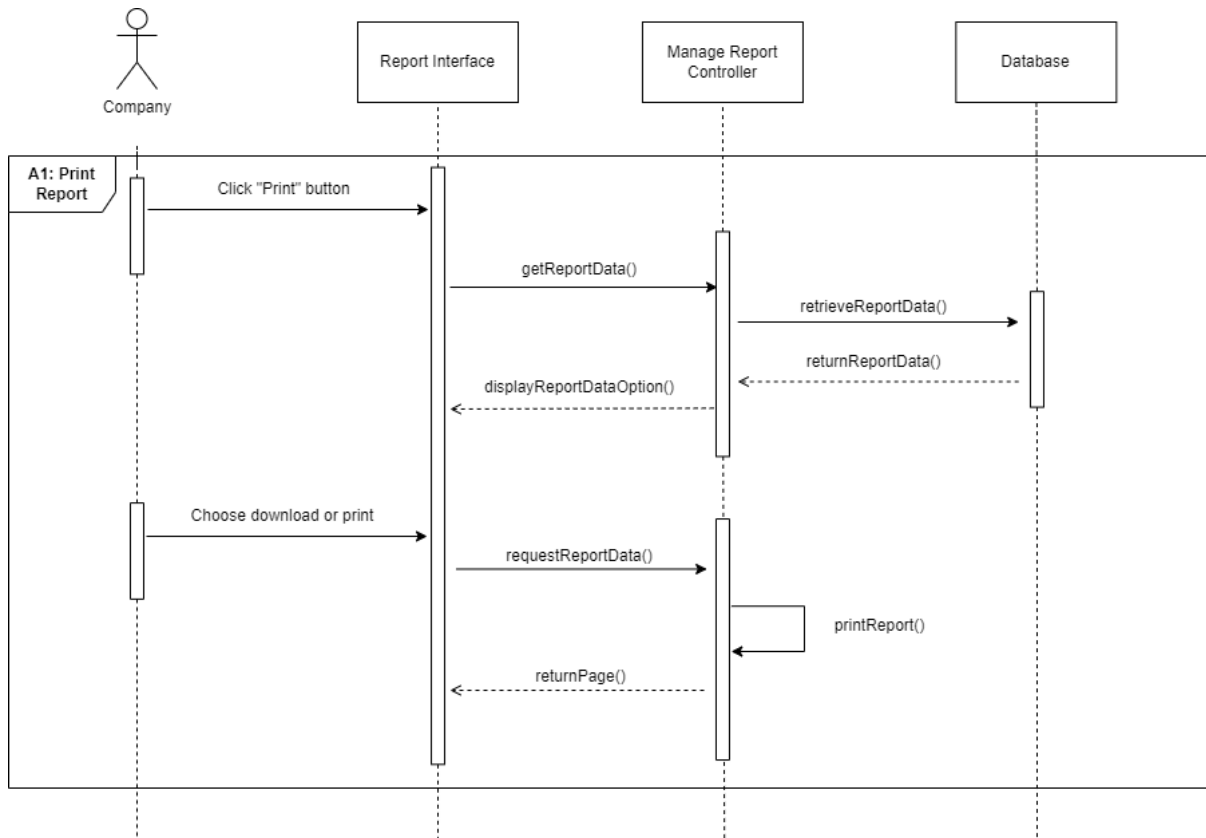 Company
Report Interface
Manage Report
Controller
Database
A1: Print
Report
Click "Print" button
getReportData()
retrieveReportData()
returnReportData()
displayReportDataOption()
Choose download or print
requestReportData()
printReport()
returnPage()